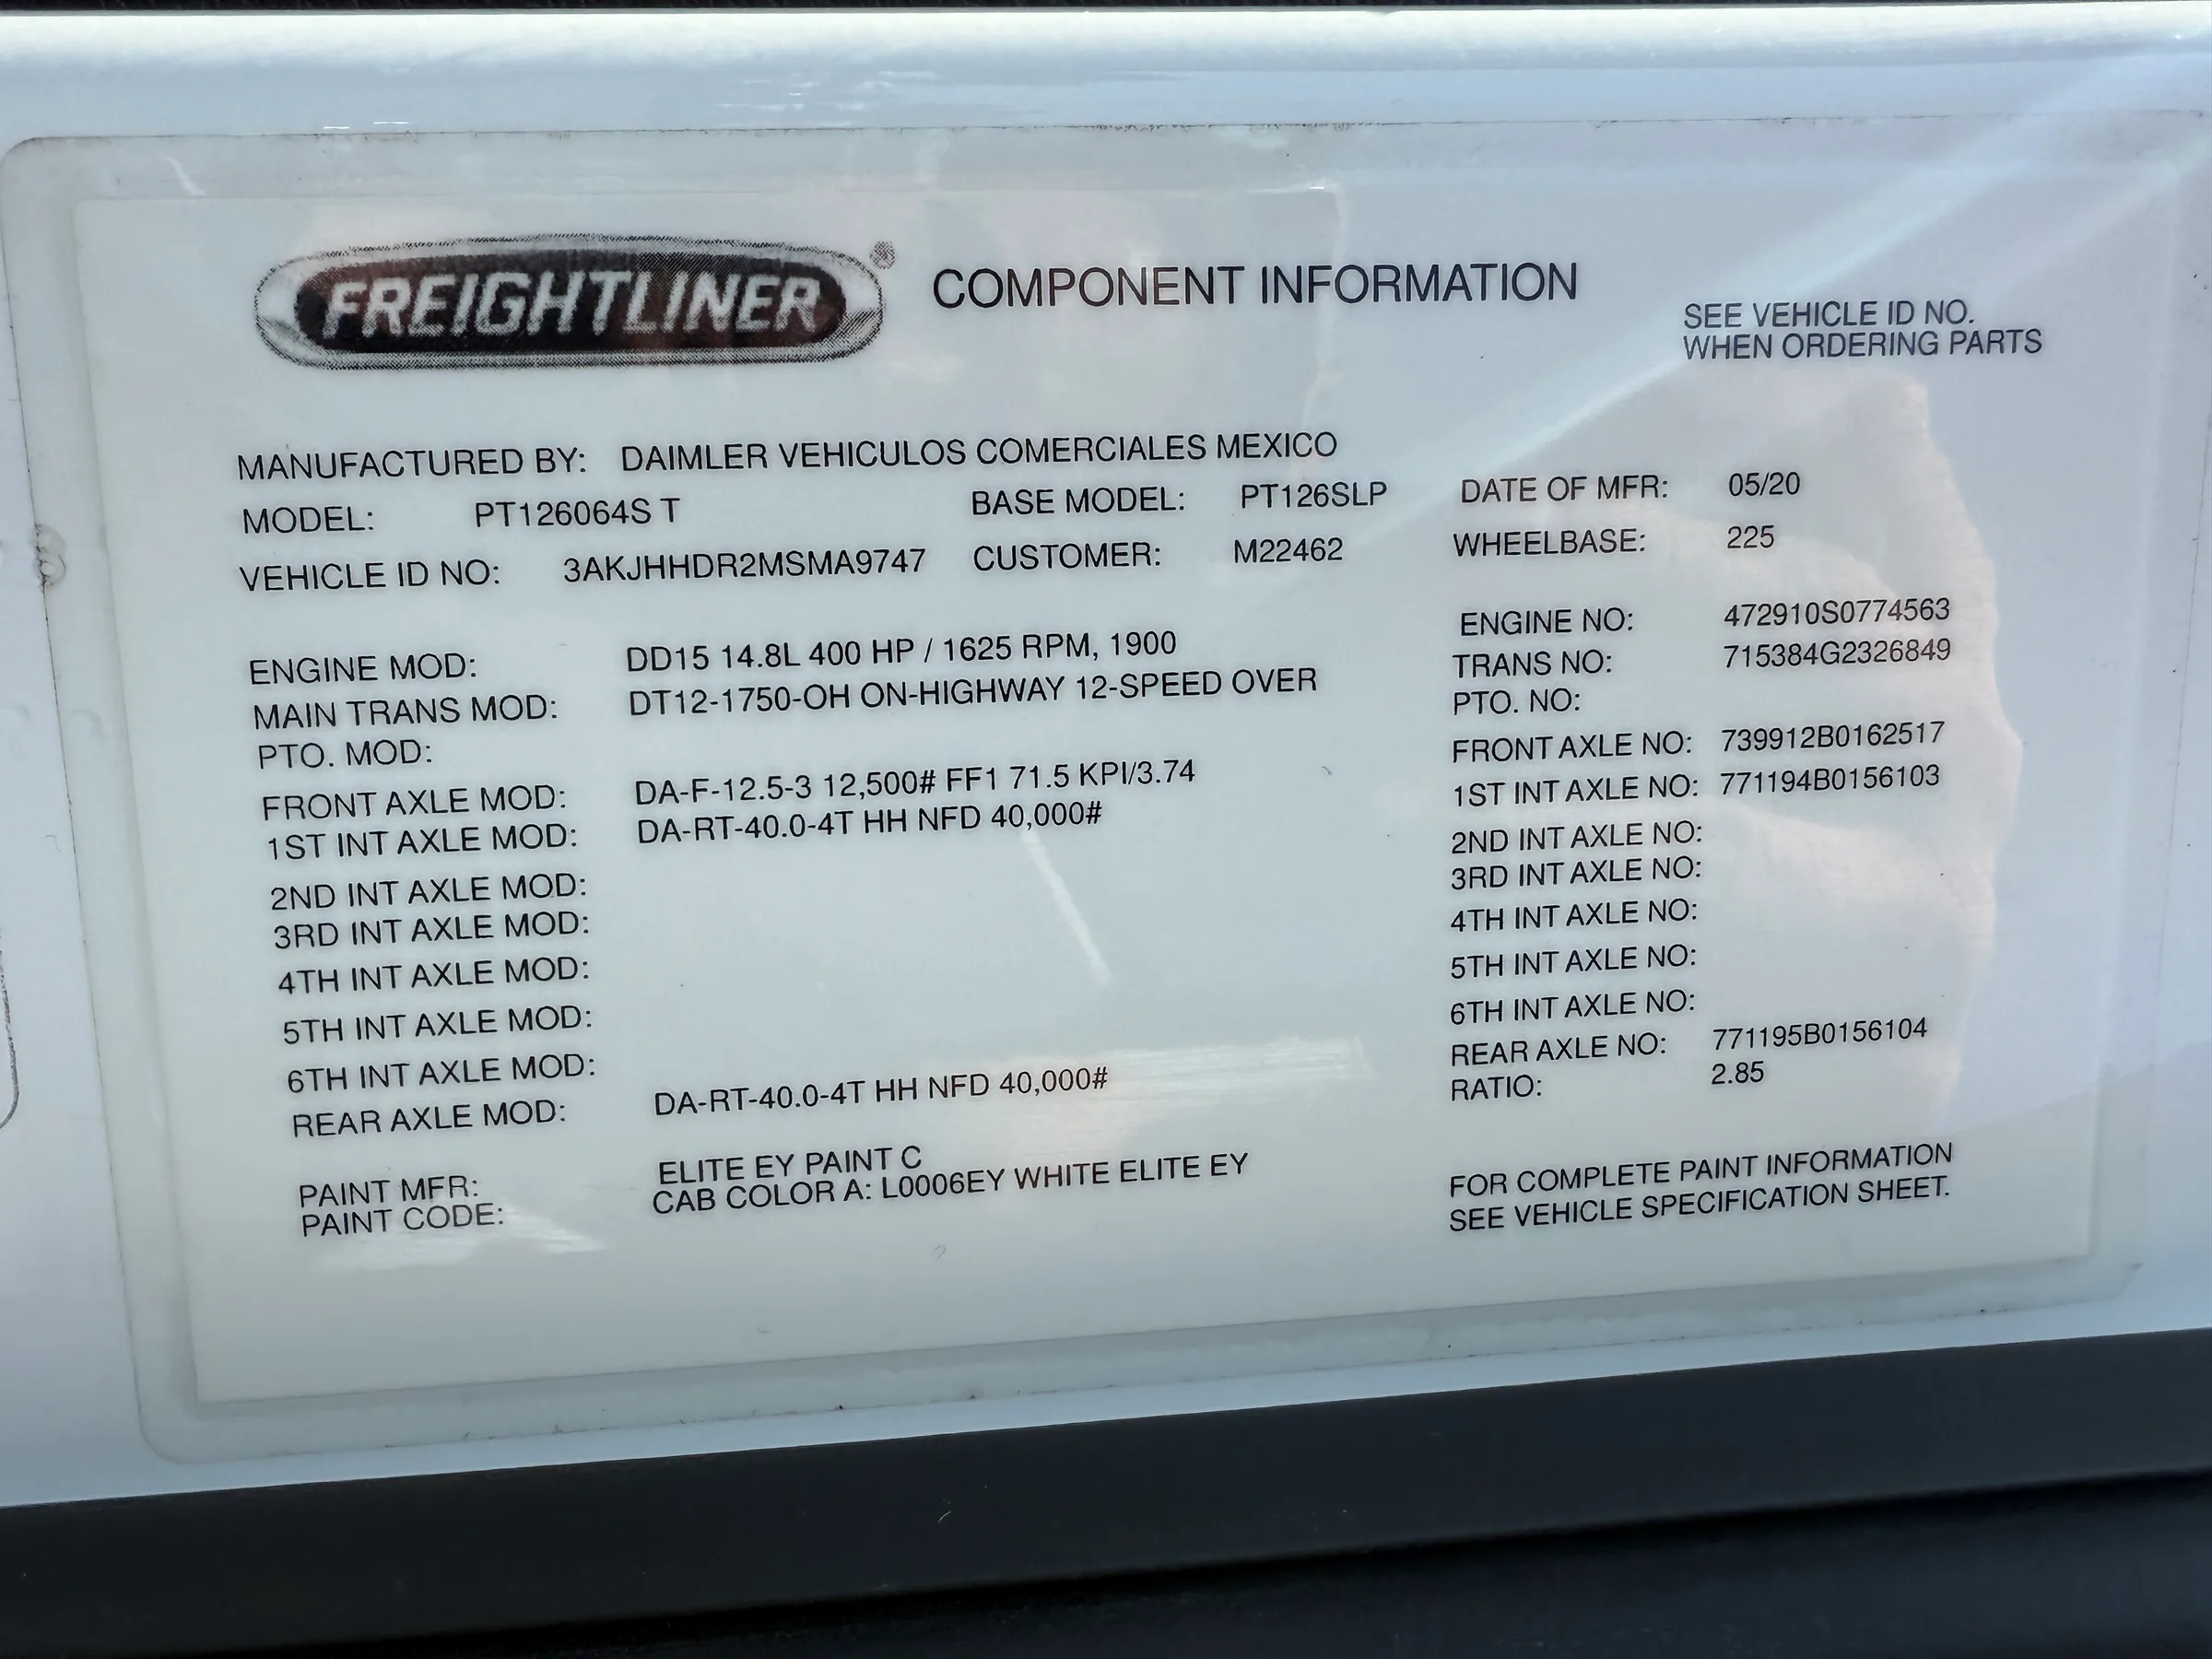 FREIGHTLINER® COMPONENT INFORMATION
SEE VEHICLE ID NO.
WHEN ORDERING PARTS
MANUFACTURED BY: DAIMLER VEHICULOS COMERCIALES MEXICO
MODEL: PT126064S T BASE MODEL: PT126SLP DATE OF MFR: 05/20
VEHICLE ID NO: 3AKJHHDR2MSMA9747 CUSTOMER: M22462 WHEELBASE: 225
ENGINE MOD: DD15 14.8L 400 HP / 1625 RPM, 1900 ENGINE NO: 472910S0774563
MAIN TRANS MOD: DT12-1750-OH ON-HIGHWAY 12-SPEED OVER TRANS NO: 715384G2326849
PTO. MOD: PTO. NO:
FRONT AXLE MOD: DA-F-12.5-3 12,500# FF1 71.5 KPI/3.74 FRONT AXLE NO: 739912B0162517
1ST INT AXLE MOD: DA-RT-40.0-4T HH NFD 40,000# 1ST INT AXLE NO: 771194B0156103
2ND INT AXLE MOD: 2ND INT AXLE NO:
3RD INT AXLE MOD: 3RD INT AXLE NO:
4TH INT AXLE MOD: 4TH INT AXLE NO:
5TH INT AXLE MOD: 5TH INT AXLE NO:
6TH INT AXLE MOD: 6TH INT AXLE NO:
REAR AXLE MOD: DA-RT-40.0-4T HH NFD 40,000# REAR AXLE NO: 771195B0156104
RATIO: 2.85
PAINT MFR: ELITE EY PAINT C
PAINT CODE: CAB COLOR A: L0006EY WHITE ELITE EY
FOR COMPLETE PAINT INFORMATION
SEE VEHICLE SPECIFICATION SHEET.